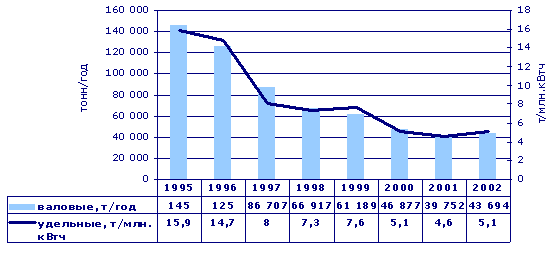 160 000 18
140 000 16
120 000 14
100 000 12
80 000 10
60 000 8
40 000 6
20 000 4
0 2
0
тонн/год
т/млн.кВтч
1995 1996 1997 1998 1999 2000 2001 2002
валовые,т/год 145 125 86 707 66 917 61 189 46 877 39 752 43 694
удельные,т/млн. 15,9 14,7 8 7,3 7,6 5,1 4,6 5,1
кВтч